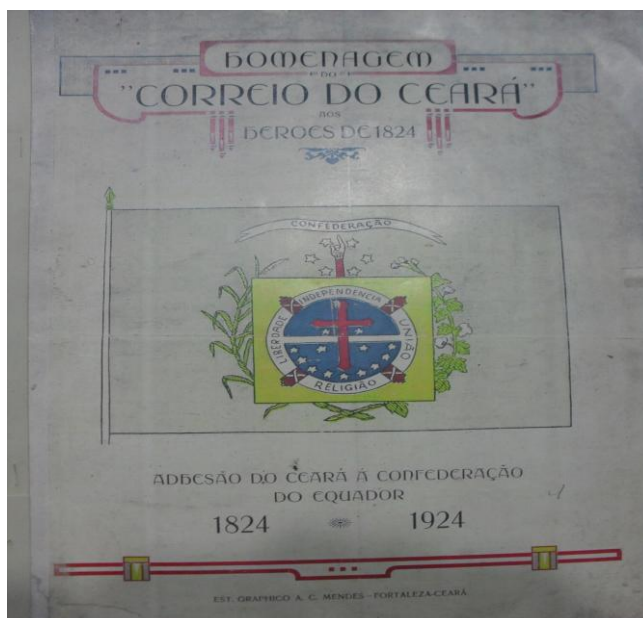 HOMENAGEM
DO
"CORREIO DO CEARÁ"
AOS
HEROES DE 1824
CONFEDERAÇÃO
INDEPENDENCIA
LIBERDADE
UNIÃO
RELIGIÃO
ADHESÃO DO CEARÁ Á CONFEDERAÇÃO
DO EQUADOR
1824 1924
EST. GRAPHICO A. C. MENDES - FORTALEZA-CEARÁ